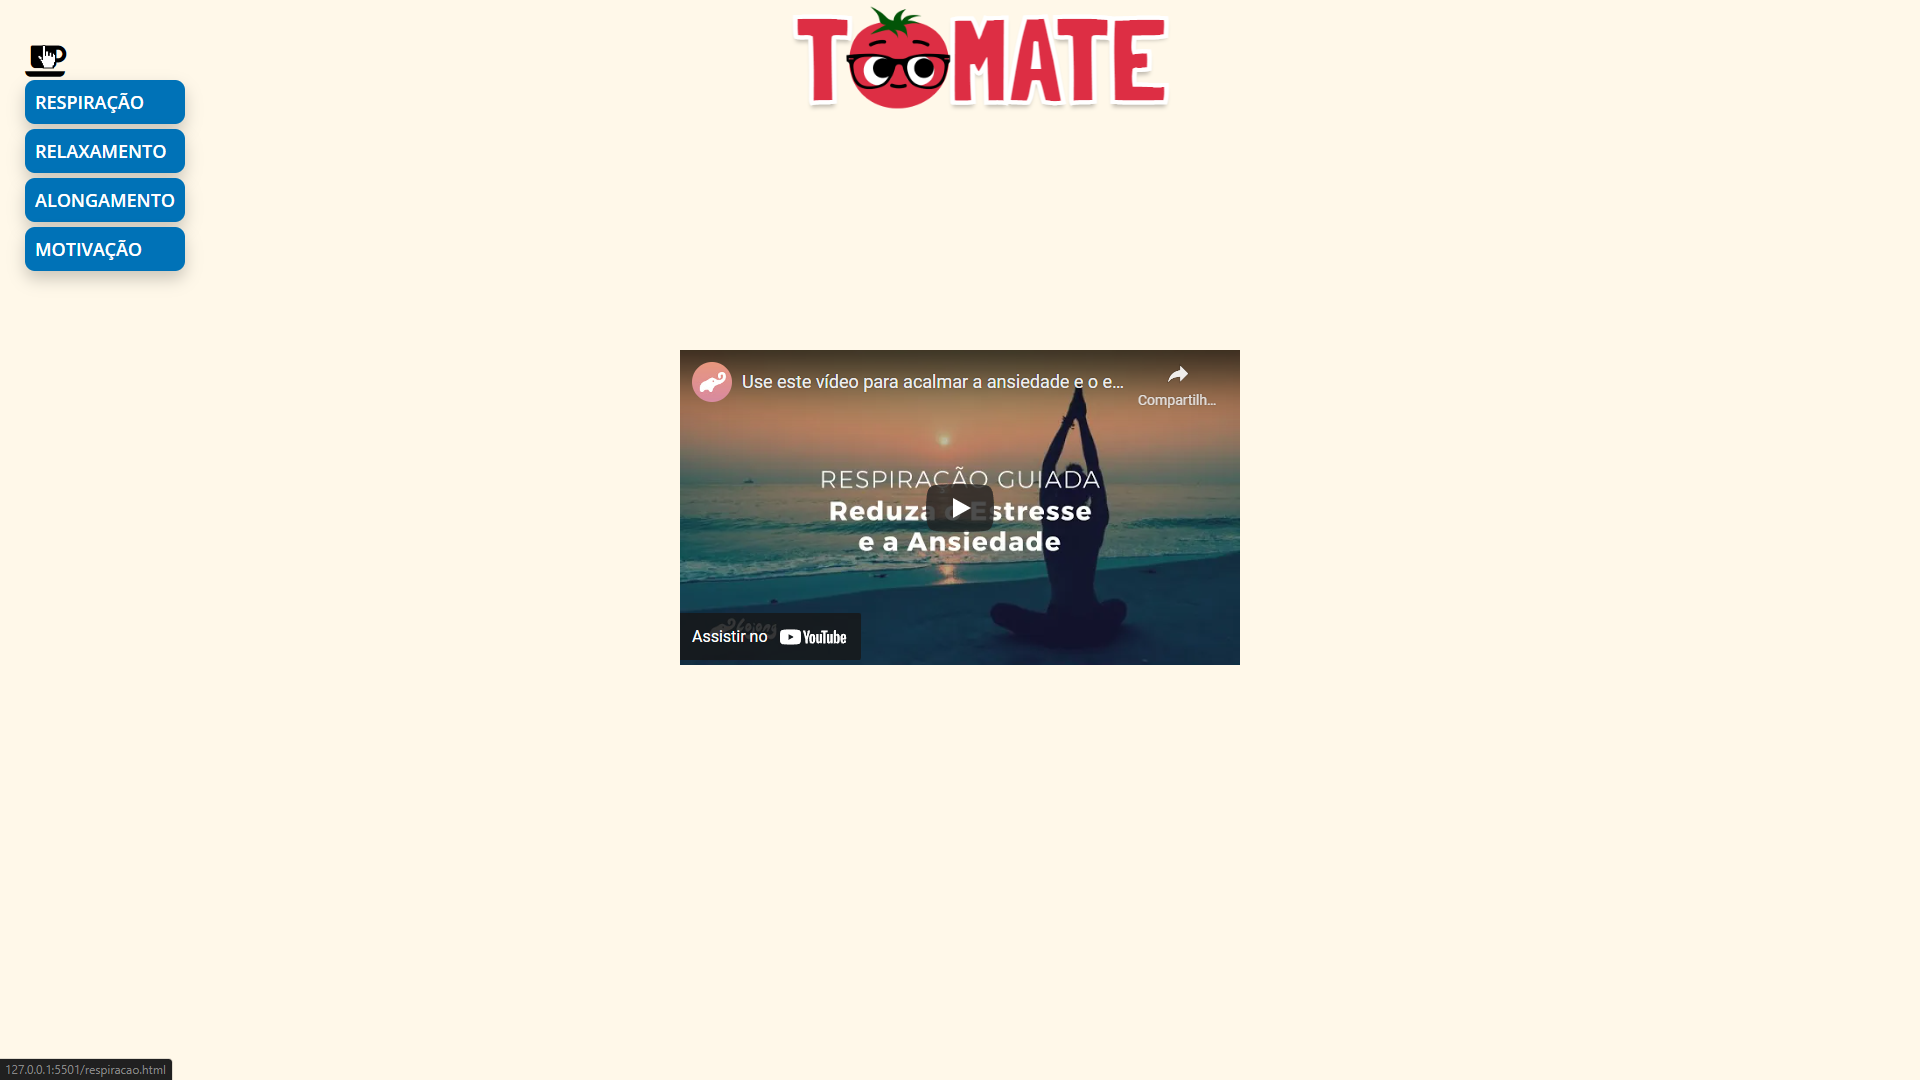 TOMATE
RESPIRAÇÃO
RELAXAMENTO
ALONGAMENTO
MOTIVAÇÃO
Use este vídeo para acalmar a ansiedade e o e...
Compartilh...
RESPIRAÇÃO GUIADA
Reduza o Estresse
e a Ansiedade
Assistir no YouTube
127.0.0.1:5501/respiracao.html